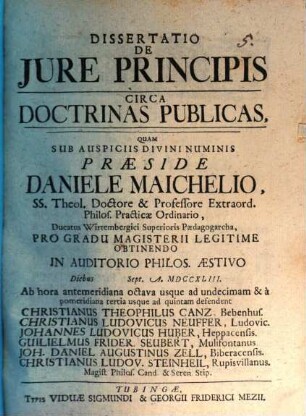 5.
DISSERTATIO
DE
JURE PRINCIPIS
CIRCA
DOCTRINAS PUBLICAS,
QUAM
SUB AUSPICIIS DIVINI NUMINIS
PRÆSIDE
DANIELE MAICHELIO,
SS. Theol. Doctore & Professore Extraord.
Philos. Practicæ Ordinario,
Ducatus Wirtembergici Superioris Pædagogarcha,
PRO GRADU MAGISTERII LEGITIME
OBTINENDO
IN AUDITORIO PHILOS. ÆSTIVO
Diebus Sept. A. MDCCXLIII.
Ab hora antemeridiana octava usque ad undecimam & à
pomeridiana tertia usque ad quintam defendent
CHRISTIANUS THEOPHILUS CANZ. Bebenhus.
CHRISTIANUS LUDOVICUS NEUFFER, Ludovic.
JOHANNES LUDOVICUS HUBER, Heppacensis.
GUILIELMUS FRIDER. SEUBERT, Mulifontanus.
JOH. DANIEL AUGUSTINUS ZELL, Biberacensis.
CHRISTIANUS LUDOV. STEINHEIL, Rupisvillanus.
Magist. Philos. Cand. & Seren. Stip.
TUBINGÆ,
Typis VIDUÆ SIGMUNDI & GEORGII FRIDERICI MEZII.